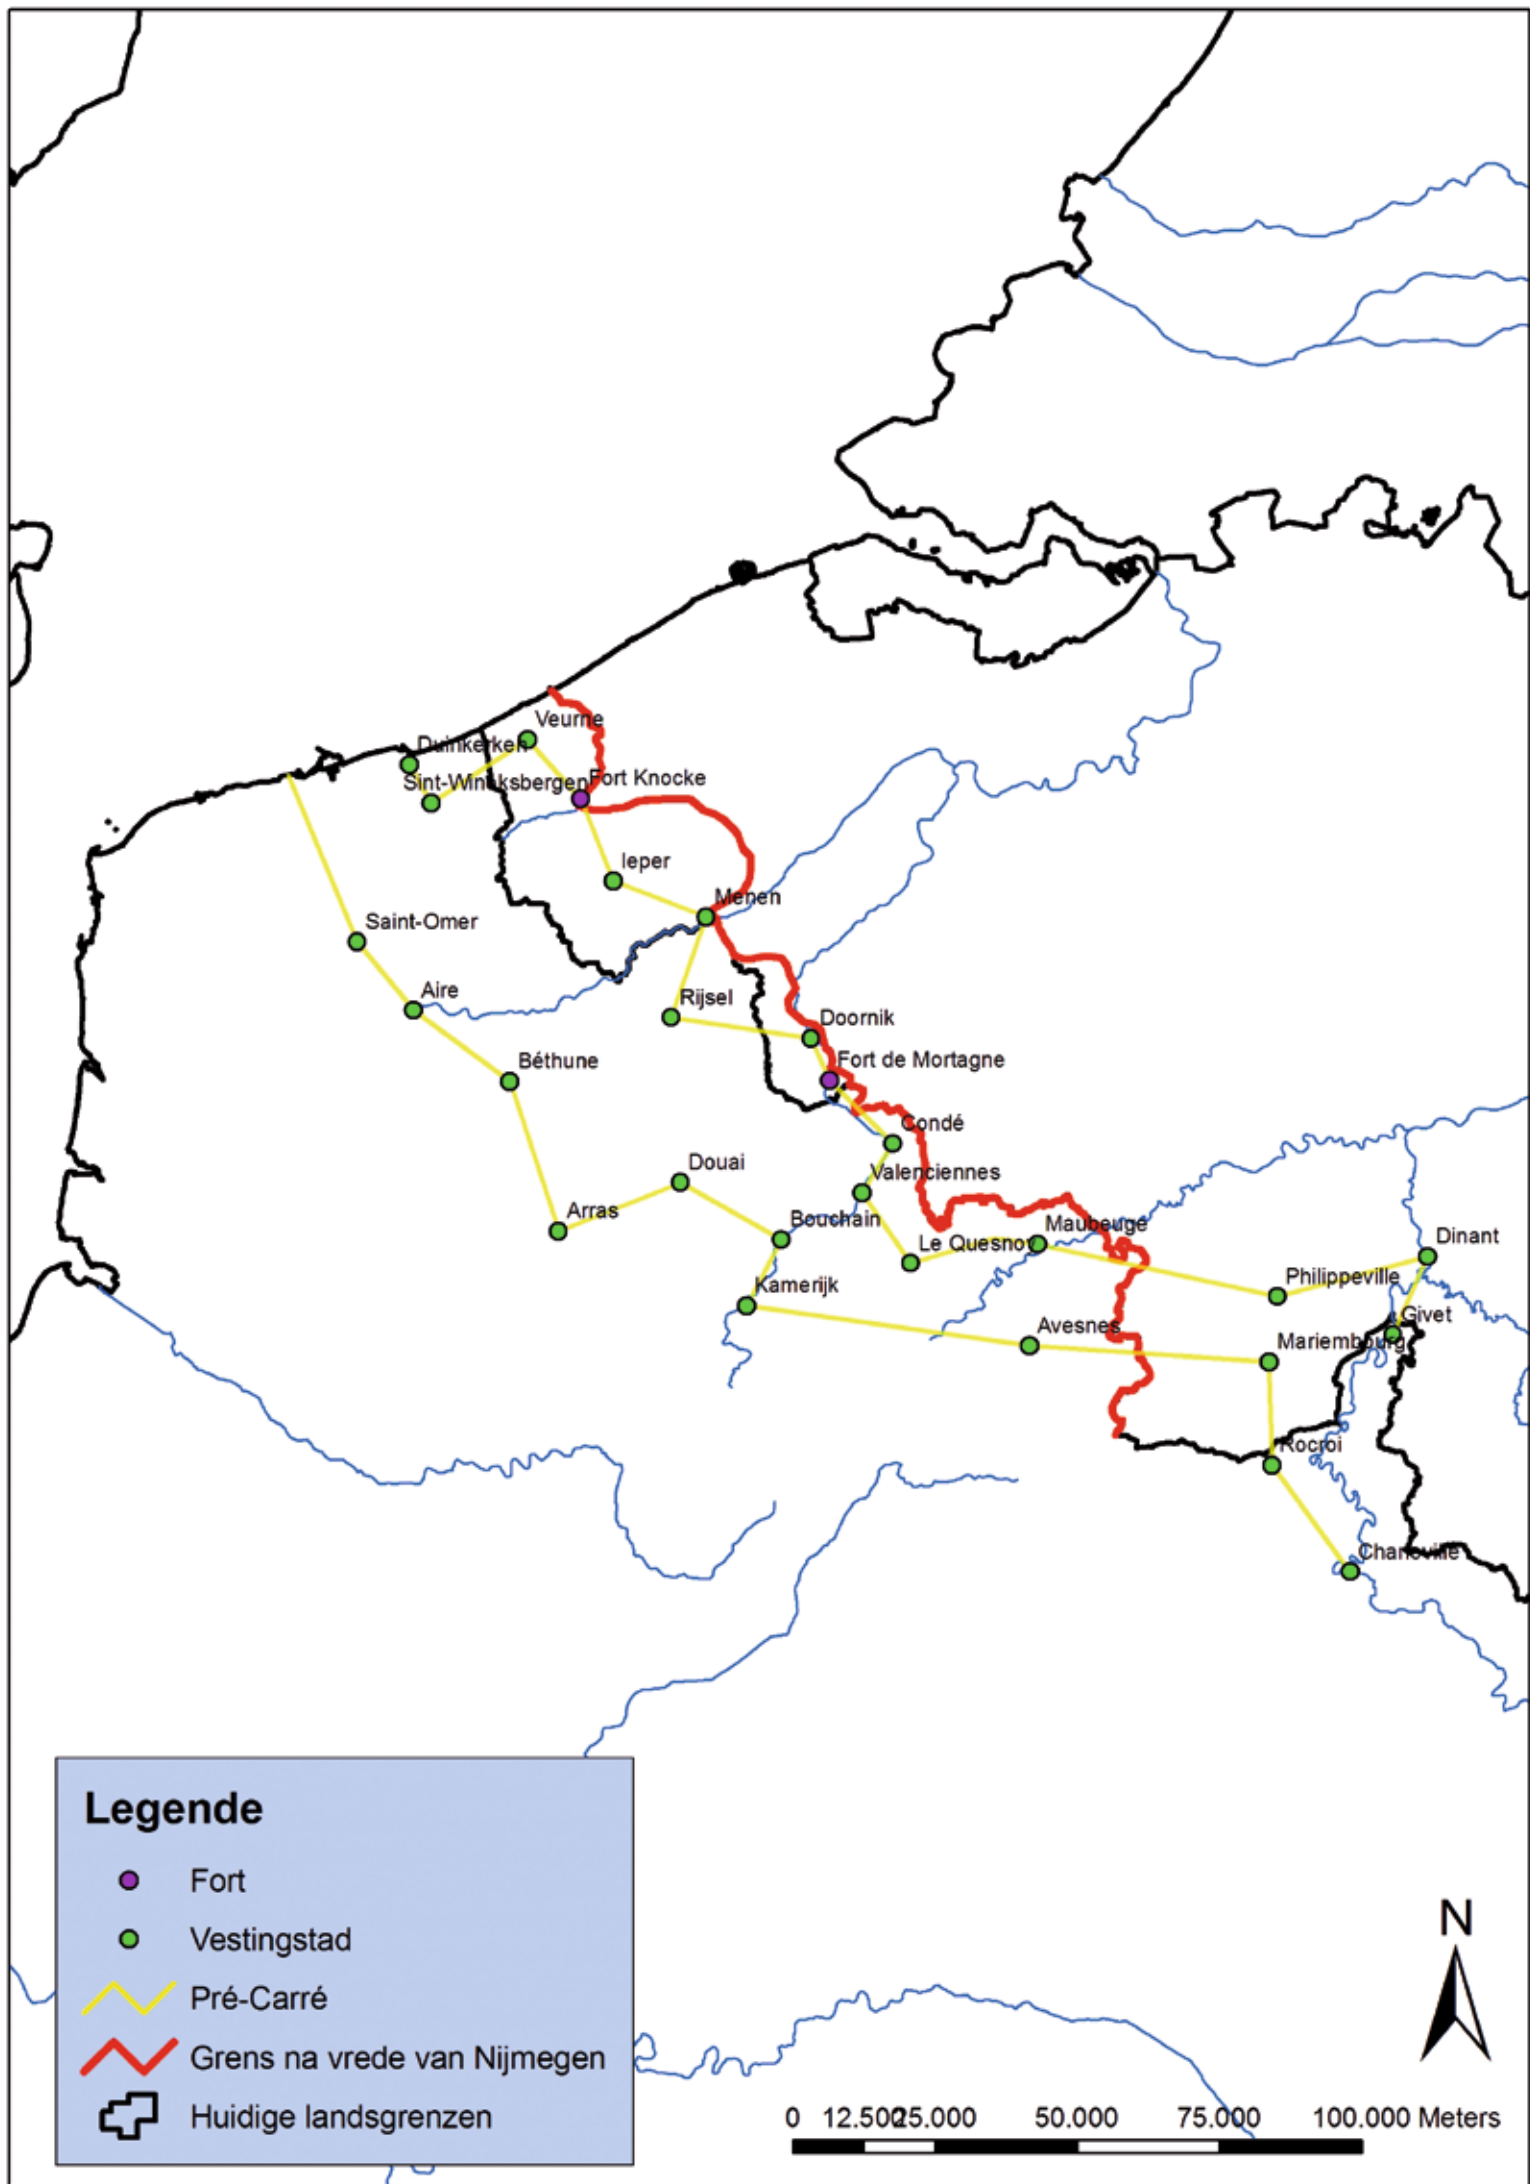 Veurne
Duinkerken
Sint-Winoksbergen
Fort Knocke
Ieper
Menen
Saint-Omer
Aire
Rijsel
Doornik
Fort de Mortagne
Béthune
Condé
Douai
Valenciennes
Arras
Bouchain
Le Quesnoy
Maubeuge
Dinant
Philippeville
Kamerijk
Givet
Avesnes
Mariembourg
Rocroi
Charleville
Legende
Fort
Vestingstad
Pré-Carré
Grens na vrede van Nijmegen
Huidige landsgrenzen
N
0 12.500 25.000 50.000 75.000 100.000 Meters